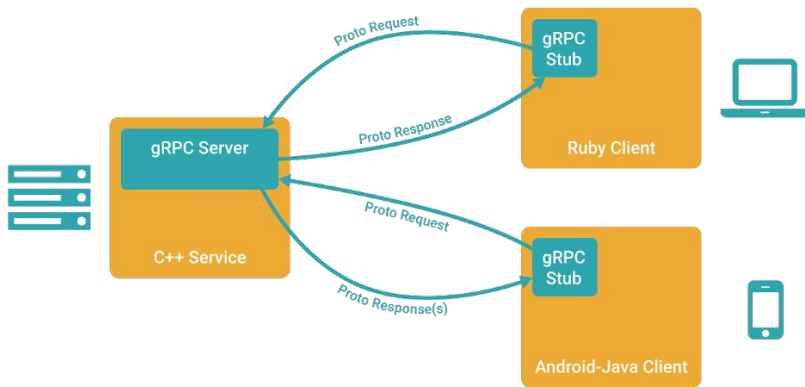 Proto Request
gRPC
Stub
Ruby Client
Proto Response
gRPC Server
C++ Service
Proto Request
gRPC
Stub
Proto Response(s)
Android-Java Client